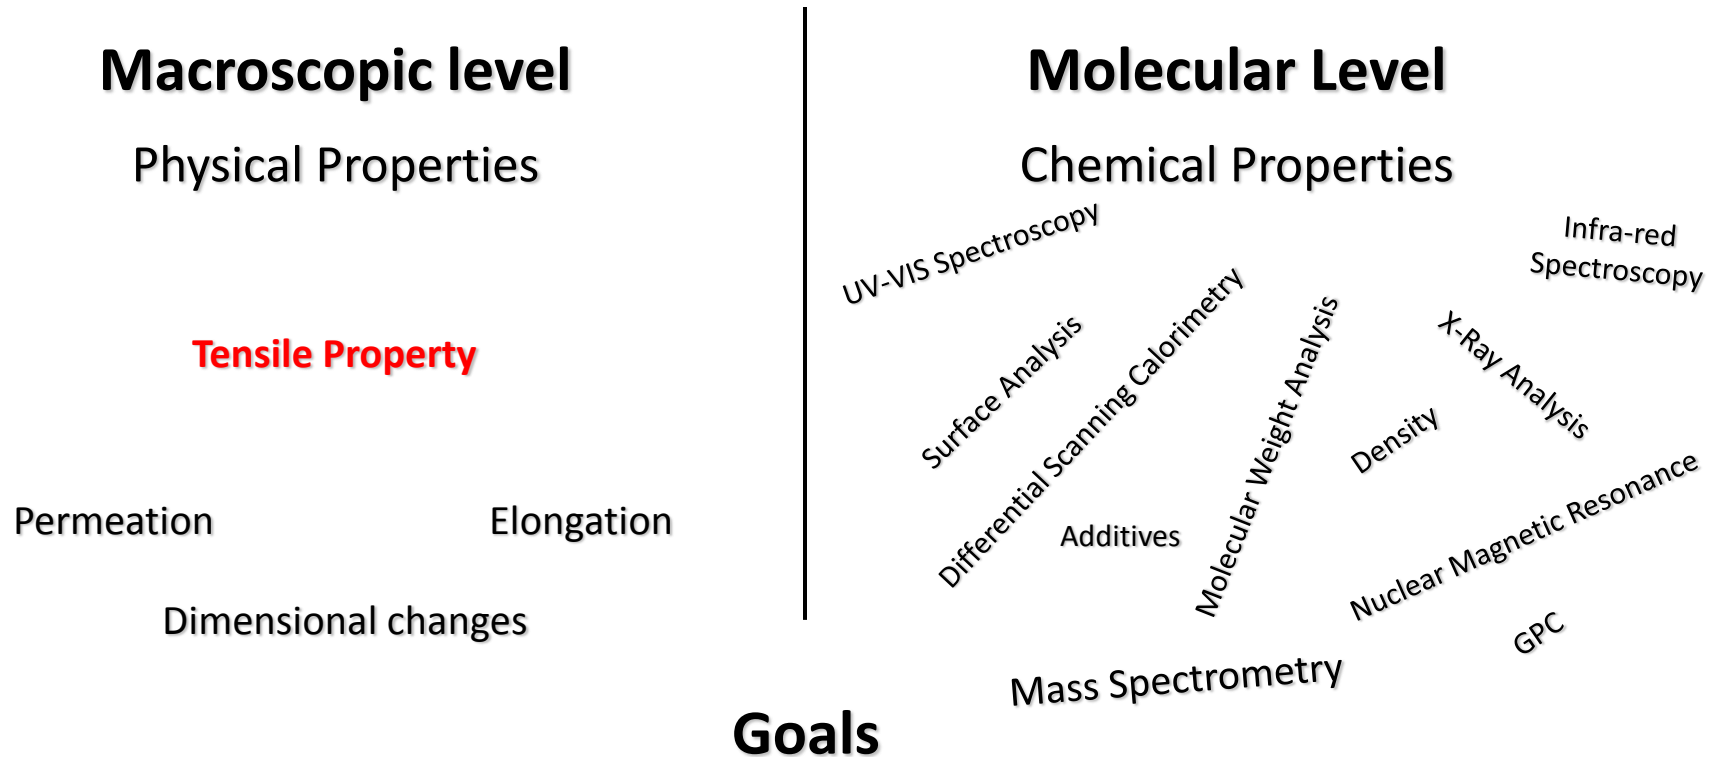 Macroscopic level
Physical Properties
Tensile Property
Permeation
Elongation
Dimensional changes
Molecular Level
Chemical Properties
UV-VIS Spectroscopy
Infra-red
Spectroscopy
Surface Analysis
Differential Scanning Calorimetry
Molecular Weight Analysis
X-Ray Analysis
Density
Additives
Nuclear Magnetic Resonance
GPC
Mass Spectrometry
Goals